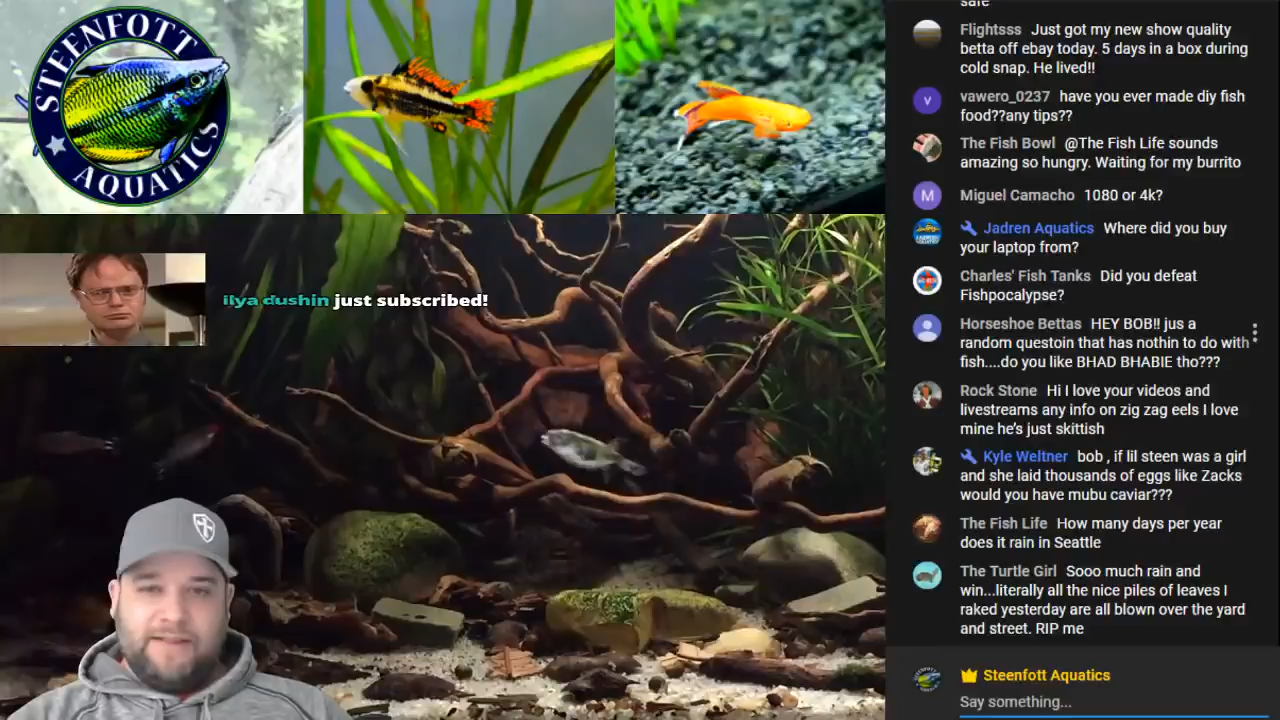 STEENFOTT
AQUATICS
ilya dushin just subscribed!
safe
Flightsss Just got my new show quality
betta off ebay today. 5 days in a box during
cold snap. He lived!!
V
vawero_0237 have you ever made diy fish
food??any tips??
The Fish Bowl @The Fish Life sounds
amazing so hungry. Waiting for my burrito
M
Miguel Camacho 1080 or 4k?
Jadren Aquatics Where did you buy
your laptop from?
Charles' Fish Tanks Did you defeat
Fishpocalypse?
Horseshoe Bettas HEY BOB!! jus a
random questoin that has nothin to do with
fish....do you like BHAD BHABIE tho???
Rock Stone Hi I love your videos and
livestreams any info on zig zag eels I love
mine he's just skittish
Kyle Weltner bob , if lil steen was a girl
and she laid thousands of eggs like Zacks
would you have mubu caviar???
The Fish Life How many days per year
does it rain in Seattle
The Turtle Girl Sooo much rain and
win...literally all the nice piles of leaves I
raked yesterday are all blown over the yard
and street. RIP me
Steenfott Aquatics
Say something...